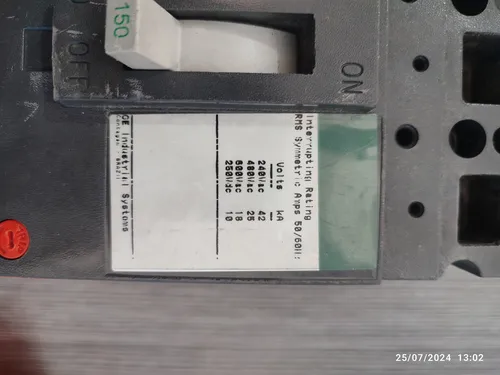 150
OFF
ON
Interrupting Rating
RMS Symmetric Amps 50/60Hz
Volts kA
240Vac 42
480Vac 25
600Vac 18
250Vdc 10
GE Industrial Systems
25/07/2024 13:02